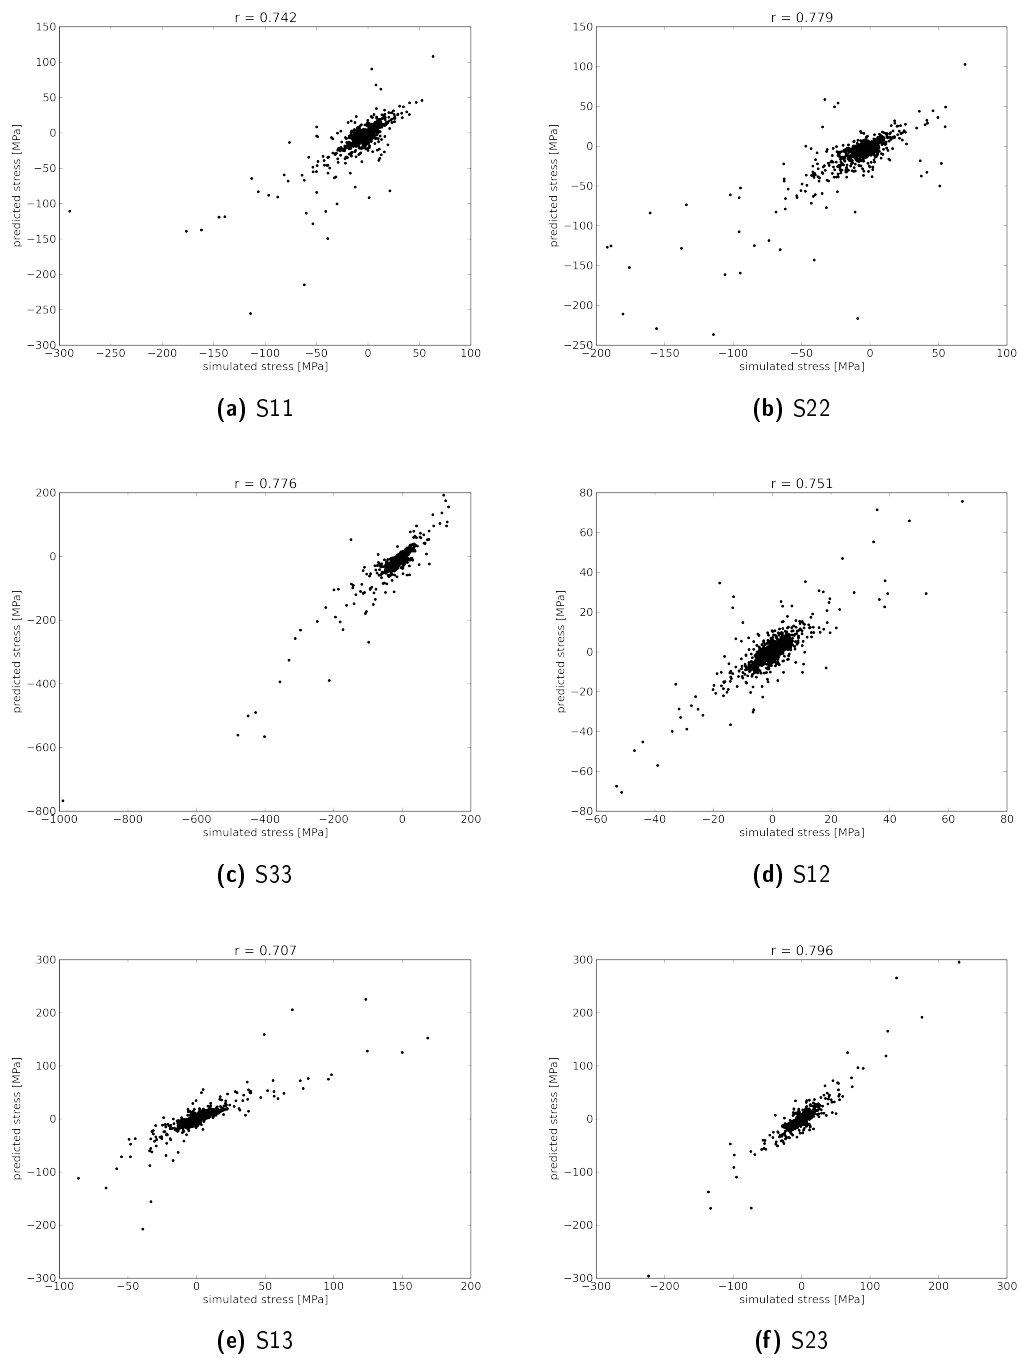 r = 0.742
150
100
50
0
−50
−100
−150
−200
−250
−300
predicted stress [MPa]
−300 −250 −200 −150 −100 −50 0 50 100
simulated stress [MPa]
(a) S11
r = 0.779
150
100
50
0
−50
−100
−150
−200
−250
predicted stress [MPa]
−200 −150 −100 −50 0 50 100
simulated stress [MPa]
(b) S22
r = 0.776
200
0
−200
−400
−600
−800
predicted stress [MPa]
−1000 −800 −600 −400 −200 0 200
simulated stress [MPa]
(c) S33
r = 0.751
80
60
40
20
0
−20
−40
−60
−80
predicted stress [MPa]
−60 −40 −20 0 20 40 60 80
simulated stress [MPa]
(d) S12
r = 0.707
300
200
100
0
−100
−200
−300
predicted stress [MPa]
−100 −50 0 50 100 150 200
simulated stress [MPa]
(e) S13
r = 0.796
300
200
100
0
−100
−200
−300
predicted stress [MPa]
−300 −200 −100 0 100 200 300
simulated stress [MPa]
(f) S23